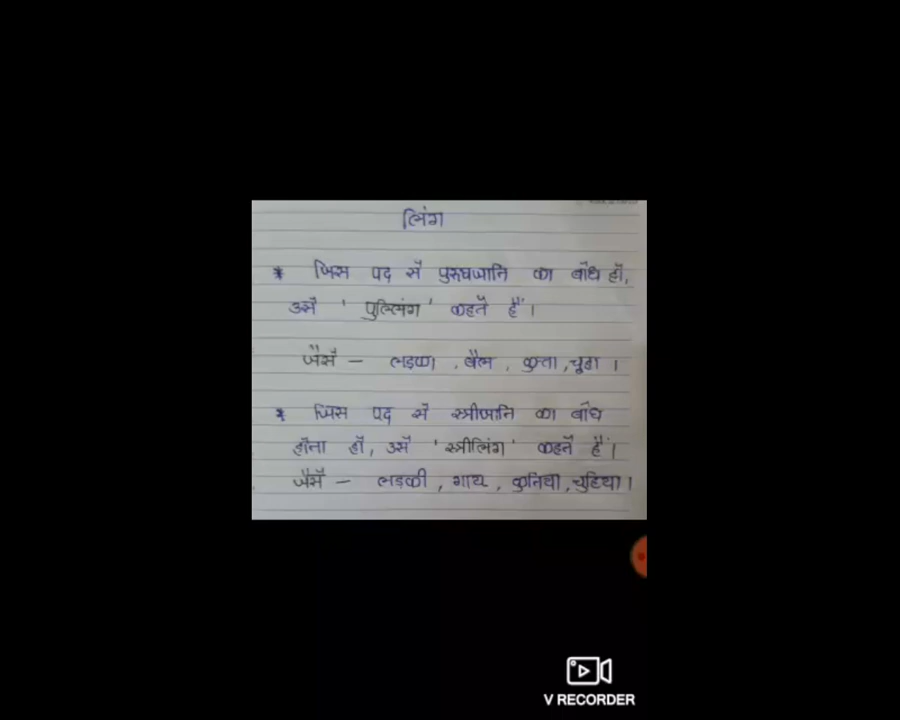 लिंग
* जिस पद से पुरुषजाति का बोध हो,
उसे ' पुल्लिंग ' कहते हैं ।
जैसे - लड़का , बैल , कुत्ता , चूहा ।
* जिस पद से स्त्रीजाति का बोध
होता हो, उसे ' स्त्रीलिंग ' कहते हैं ।
जैसे - लड़की , गाय , कुतिया , चुहिया ।
V RECORDER